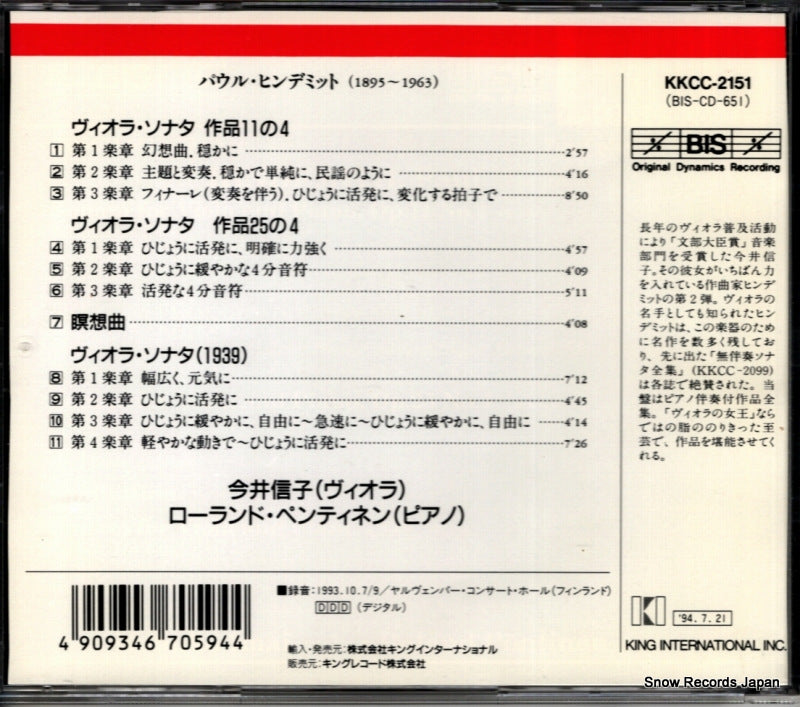 パウル・ヒンデミット（1895～1963）
ヴィオラ・ソナタ 作品11の4
1 第1楽章 幻想曲．穏かに 2'57
2 第2楽章 主題と変奏．穏かで単純に、民謡のように 4'16
3 第3楽章 フィナーレ（変奏を伴う）．ひじょうに活発に、変化する拍子で 8'50
ヴィオラ・ソナタ 作品25の4
4 第1楽章 ひじょうに活発に、明確に力強く 4'57
5 第2楽章 ひじょうに緩やかな4分音符 4'09
6 第3楽章 活発な4分音符 5'11
7 瞑想曲 4'08
ヴィオラ・ソナタ（1939）
8 第1楽章 幅広く、元気に 7'12
9 第2楽章 ひじょうに活発に 4'45
10 第3楽章 ひじょうに緩やかに、自由に～急速に～ひじょうに緩やかに、自由に 4'14
11 第4楽章 軽やかな動きで～ひじょうに活発に 7'26
今井信子（ヴィオラ）
ローランド・ペンティネン（ピアノ）
4 909346 705944
■録音：1993.10.7/9／ヤルヴェンパー・コンサート・ホール（フィンランド）
DDD（デジタル）
輸入・発売元：株式会社キングインターナショナル
販売元：キングレコード株式会社
KKCC-2151
（BIS-CD-651）
BIS
Original Dynamics Recording
長年のヴィオラ普及活動
により「文部大臣賞」音楽
部門を受賞した今井信
子。その彼女がいちばん力
を入れている作曲家ヒンデ
ミットの第2弾。ヴィオラの
名手としても知られたヒン
デミットは、この楽器のため
に名作を数多く残してお
り、先に出た「無伴奏ソナ
タ全集」（KKCC-2099）
は各誌で絶賛された。当
盤はピアノ伴奏付作品全
集。「ヴィオラの女王」なら
ではの脂ののりきった至
芸で、作品を堪能させてく
れる。
'94.7.21
KING INTERNATIONAL INC.
Snow Records Japan